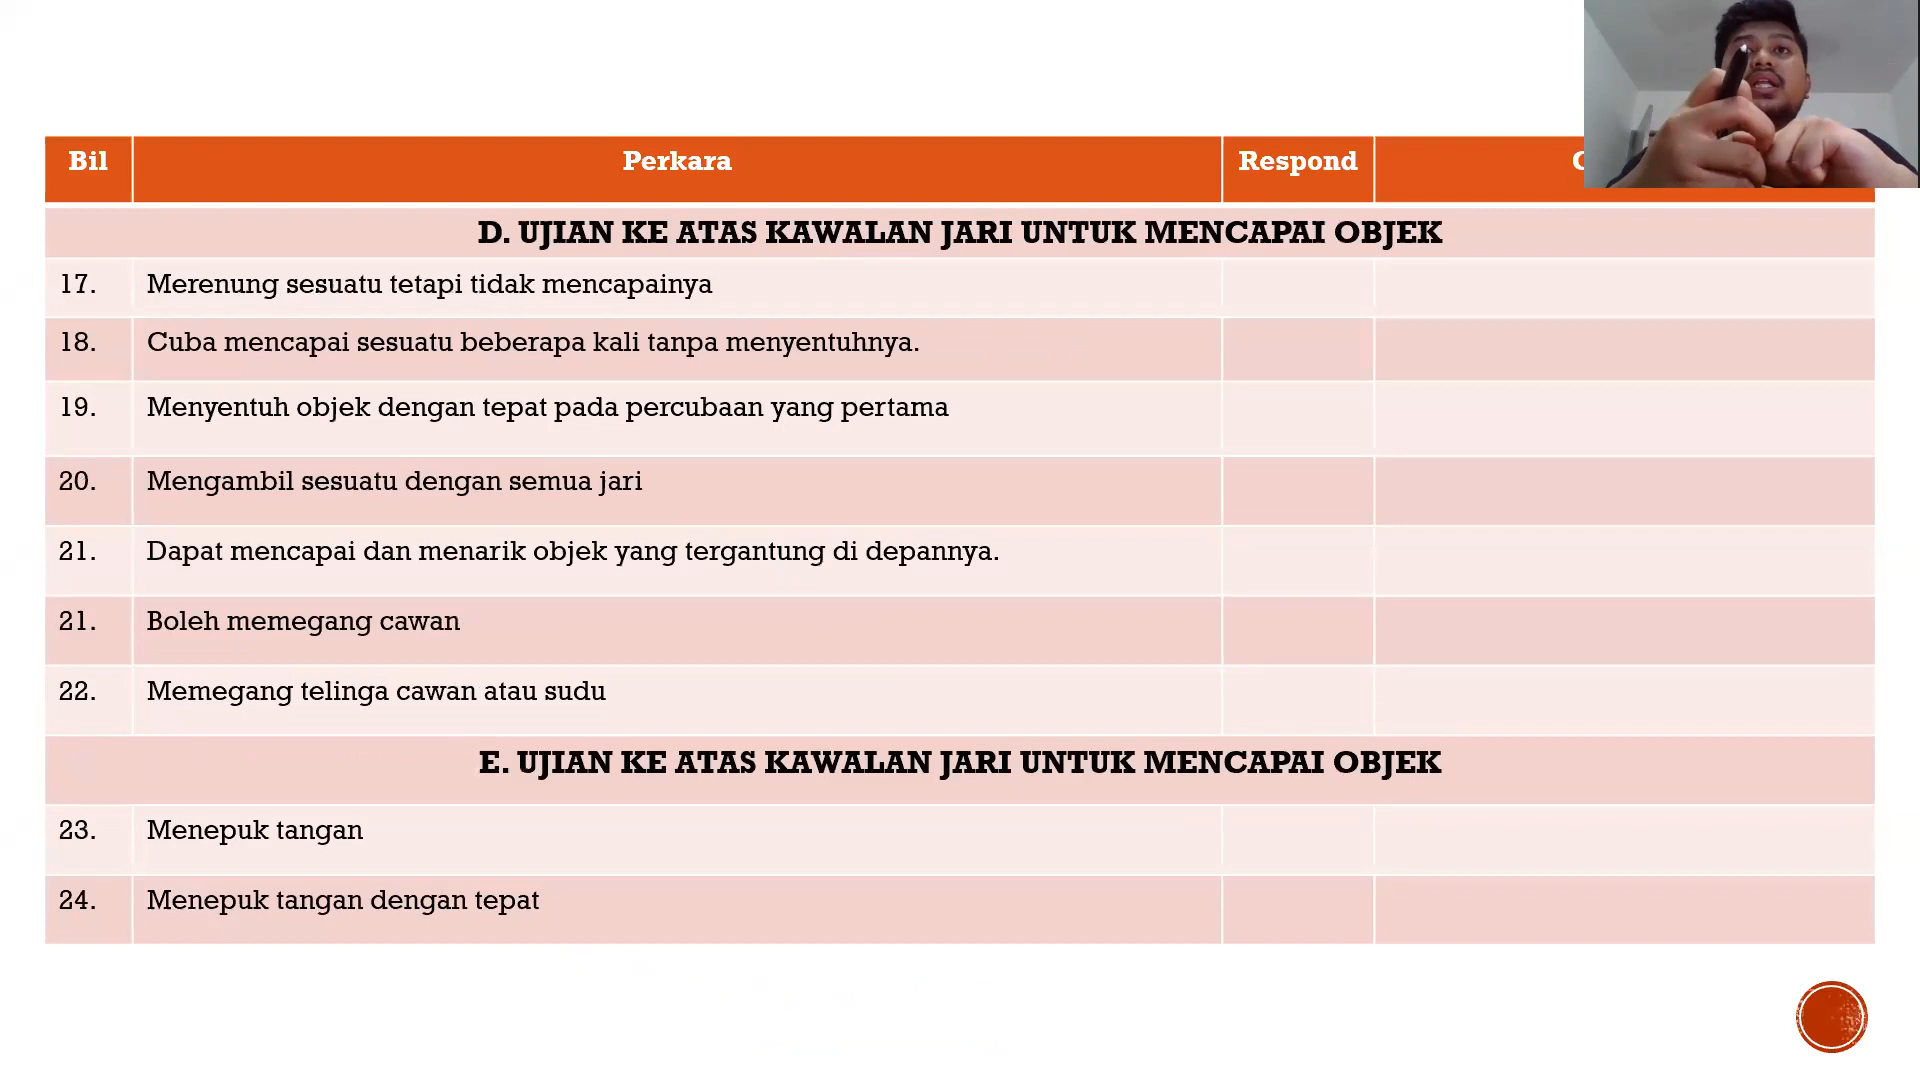 Bil Perkara Respond
D. UJIAN KE ATAS KAWALAN JARI UNTUK MENCAPAI OBJEK
17. Merenung sesuatu tetapi tidak mencapainya
18. Cuba mencapai sesuatu beberapa kali tanpa menyentuhnya.
19. Menyentuh objek dengan tepat pada percubaan yang pertama
20. Mengambil sesuatu dengan semua jari
21. Dapat mencapai dan menarik objek yang tergantung di depannya.
21. Boleh memegang cawan
22. Memegang telinga cawan atau sudu
E. UJIAN KE ATAS KAWALAN JARI UNTUK MENCAPAI OBJEK
23. Menepuk tangan
24. Menepuk tangan dengan tepat